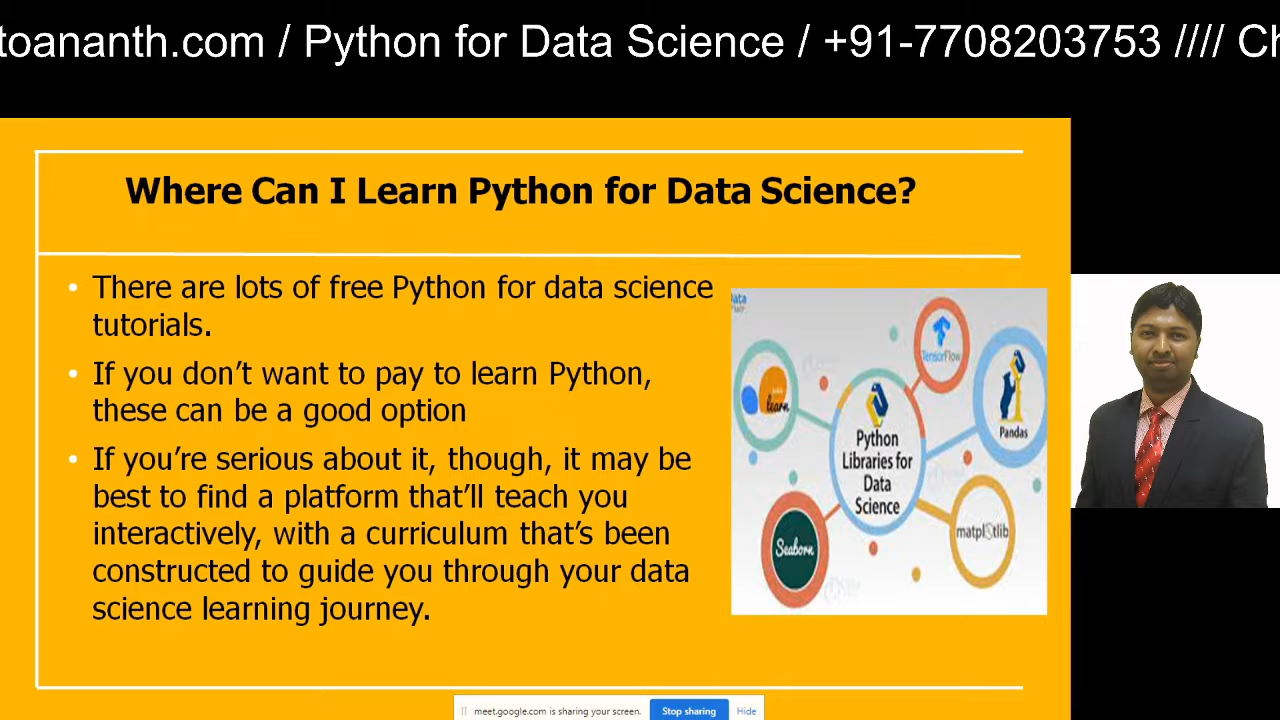 toananth.com / Python for Data Science / +91-7708203753 //// Ch
Where Can I Learn Python for Data Science?
• There are lots of free Python for data science
tutorials.
• If you don’t want to pay to learn Python,
these can be a good option
• If you’re serious about it, though, it may be
best to find a platform that’ll teach you
interactively, with a curriculum that’s been
constructed to guide you through your data
science learning journey.
TensorFlow
learn
Pandas
Python
Libraries for
Data
Science
Seaborn
matplotlib
meet.google.com is sharing your screen.
Stop sharing
Hide